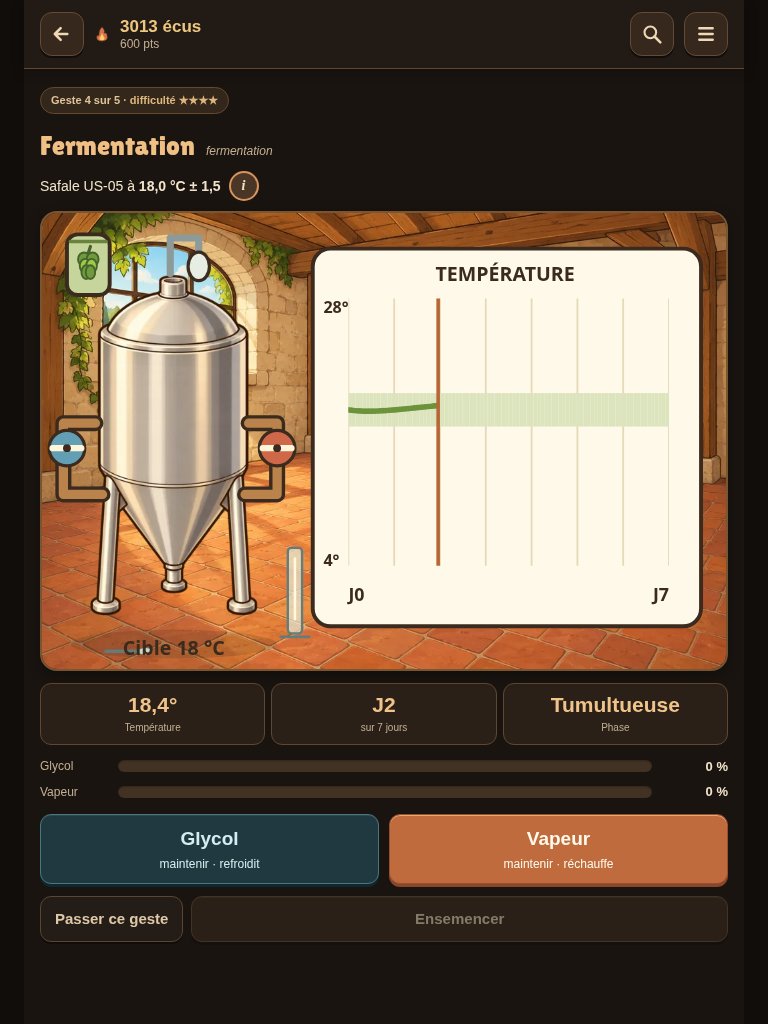 3013 écus
600 pts
Geste 4 sur 5 · difficulté ★★★★
Fermentation fermentation
Safale US-05 à 18,0 °C ± 1,5 i
TEMPÉRATURE
28°
4°
J0 J7
Cible 18 °C
18,4°
Température
J2
sur 7 jours
Tumultueuse
Phase
Glycol 0 %
Vapeur 0 %
Glycol
maintenir · refroidit
Vapeur
maintenir · réchauffe
Passer ce geste
Ensemencer